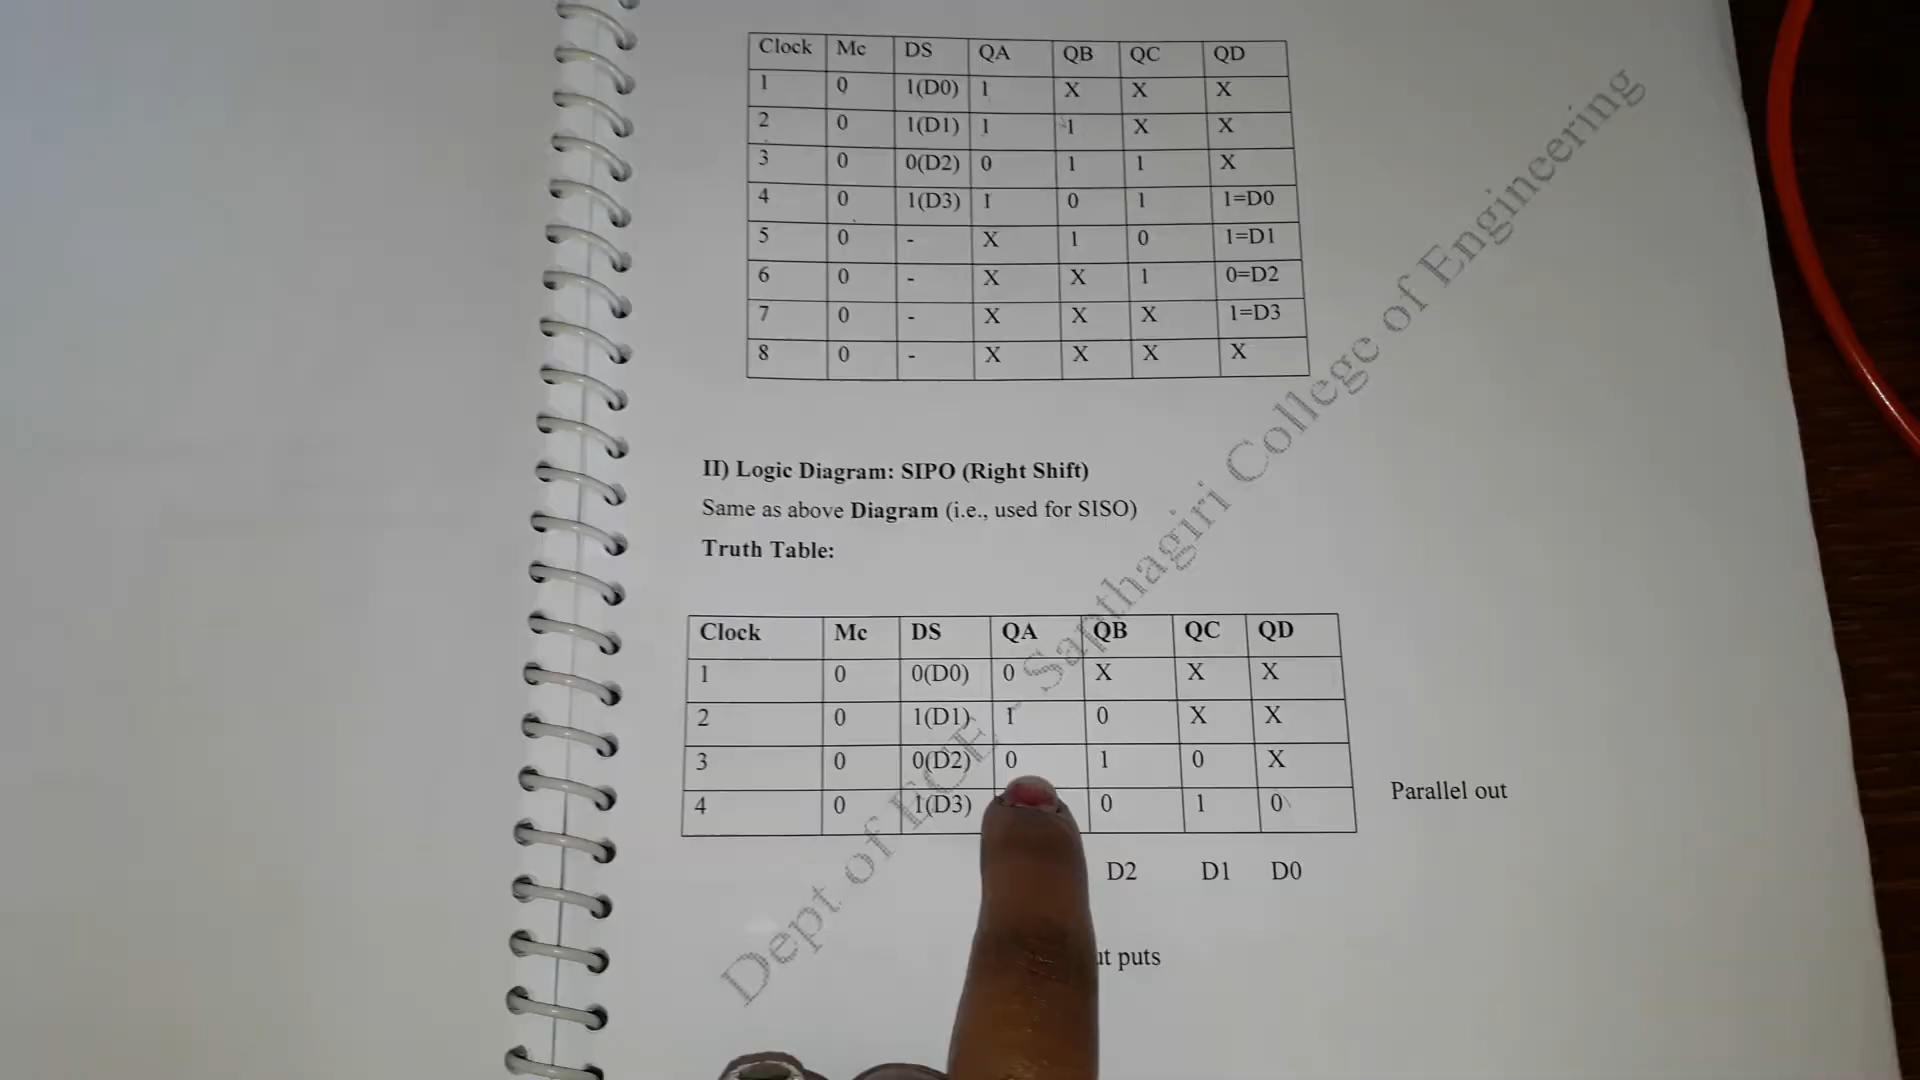 Clock Mc DS QA QB QC QD
1 0 1(D0) 1 X X X
2 0 1(D1) 1 1 X X
3 0 0(D2) 0 1 1 X
4 0 1(D3) 1 0 1 1=D0
5 0 - X 1 0 1=D1
6 0 - X X 1 0=D2
7 0 - X X X 1=D3
8 0 - X X X X
II) Logic Diagram: SIPO (Right Shift)
Same as above Diagram (i.e., used for SISO)
Truth Table:
Clock Mc DS QA QB QC QD
1 0 0(D0) 0 X X X
2 0 1(D1) 1 0 X X
3 0 0(D2) 0 1 0 X
4 0 1(D3) 0 1 0
Parallel out
D2 D1 D0
puts
Dept of ECE - Sapthagiri College of Engineering